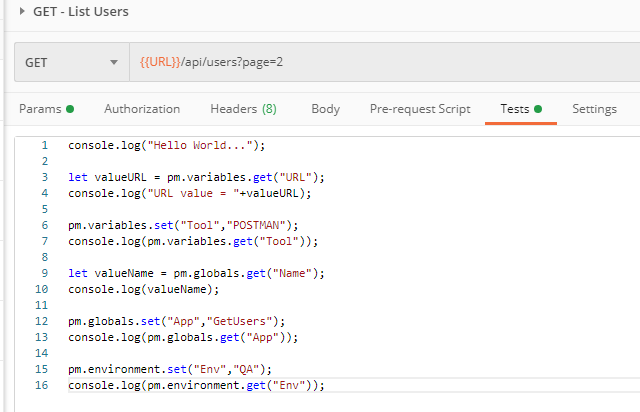 GET - List Users
GET {{URL}}/api/users?page=2
Params Authorization Headers (8) Body Pre-request Script Tests Settings
1 console.log("Hello World...");
2
3 let valueURL = pm.variables.get("URL");
4 console.log("URL value = "+valueURL);
5
6 pm.variables.set("Tool","POSTMAN");
7 console.log(pm.variables.get("Tool"));
8
9 let valueName = pm.globals.get("Name");
10 console.log(valueName);
11
12 pm.globals.set("App","GetUsers");
13 console.log(pm.globals.get("App"));
14
15 pm.environment.set("Env","QA");
16 console.log(pm.environment.get("Env"));